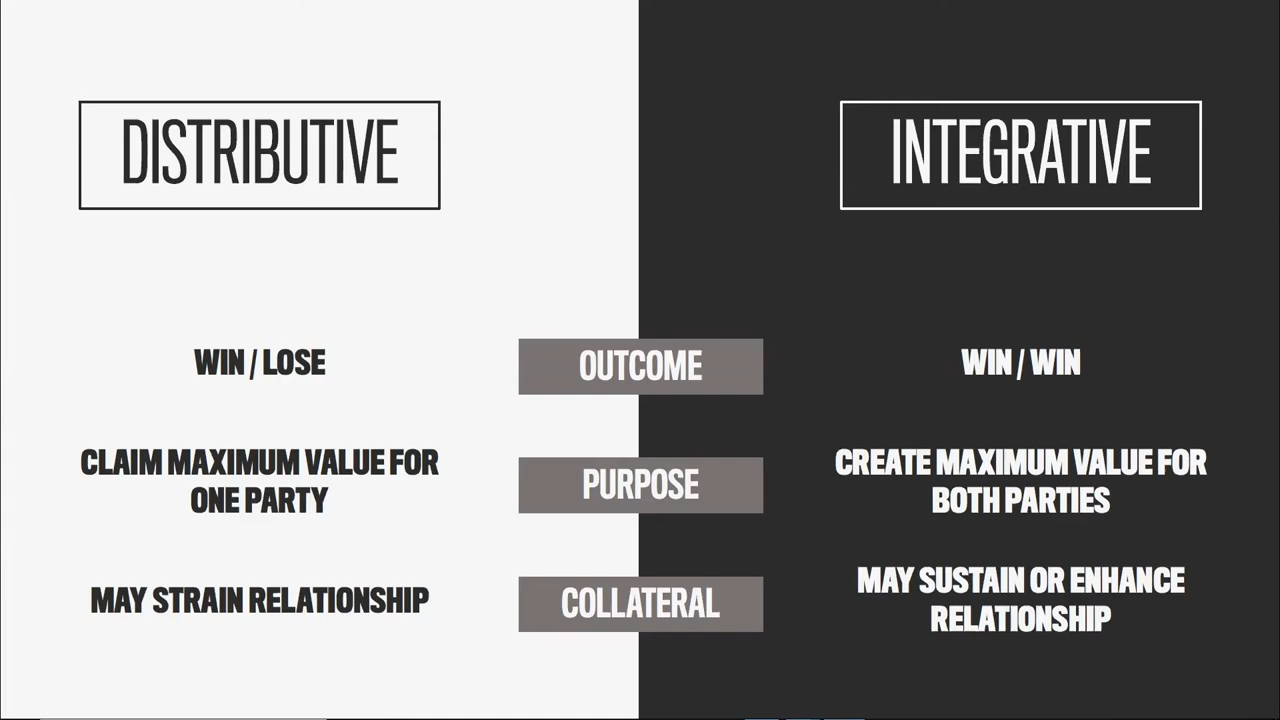 DISTRIBUTIVE
INTEGRATIVE
WIN / LOSE
OUTCOME
WIN / WIN
CLAIM MAXIMUM VALUE FOR
ONE PARTY
PURPOSE
CREATE MAXIMUM VALUE FOR
BOTH PARTIES
MAY STRAIN RELATIONSHIP
COLLATERAL
MAY SUSTAIN OR ENHANCE
RELATIONSHIP